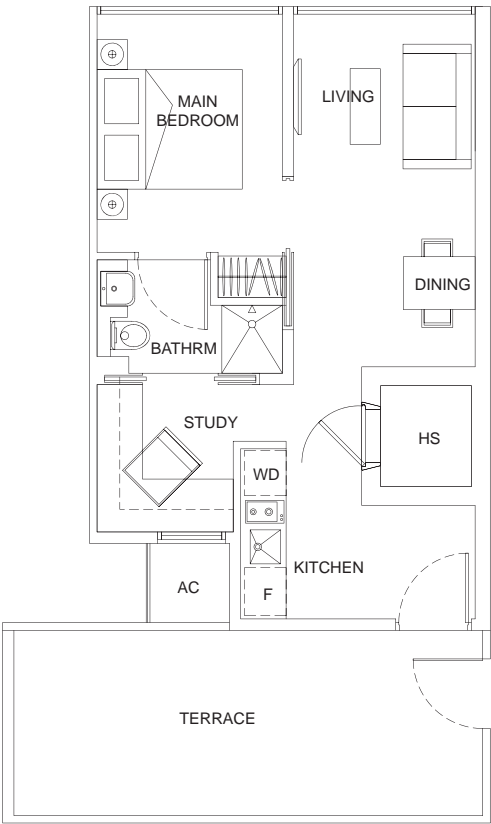 MAIN
BEDROOM
LIVING
DINING
BATHRM
STUDY
HS
WD
KITCHEN
AC
F
TERRACE